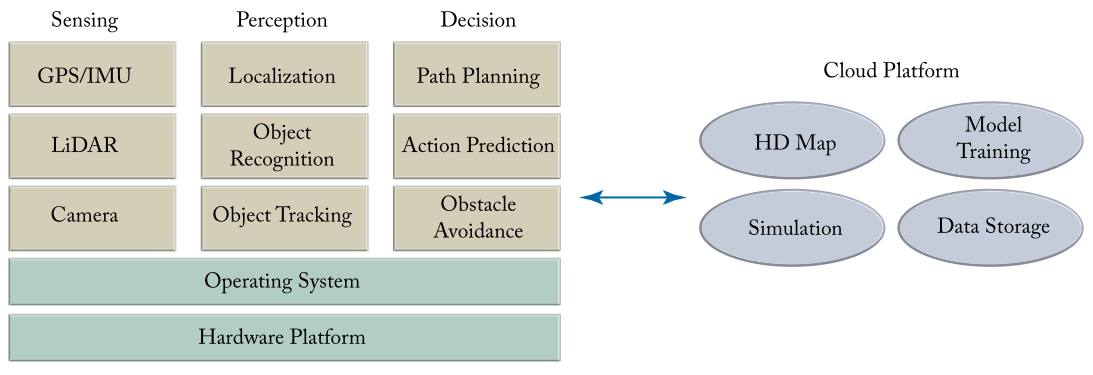 Sensing
Perception
Decision
GPS/IMU
Localization
Path Planning
LiDAR
Object
Recognition
Action Prediction
Camera
Object Tracking
Obstacle
Avoidance
Operating System
Hardware Platform
Cloud Platform
HD Map
Model
Training
Simulation
Data Storage